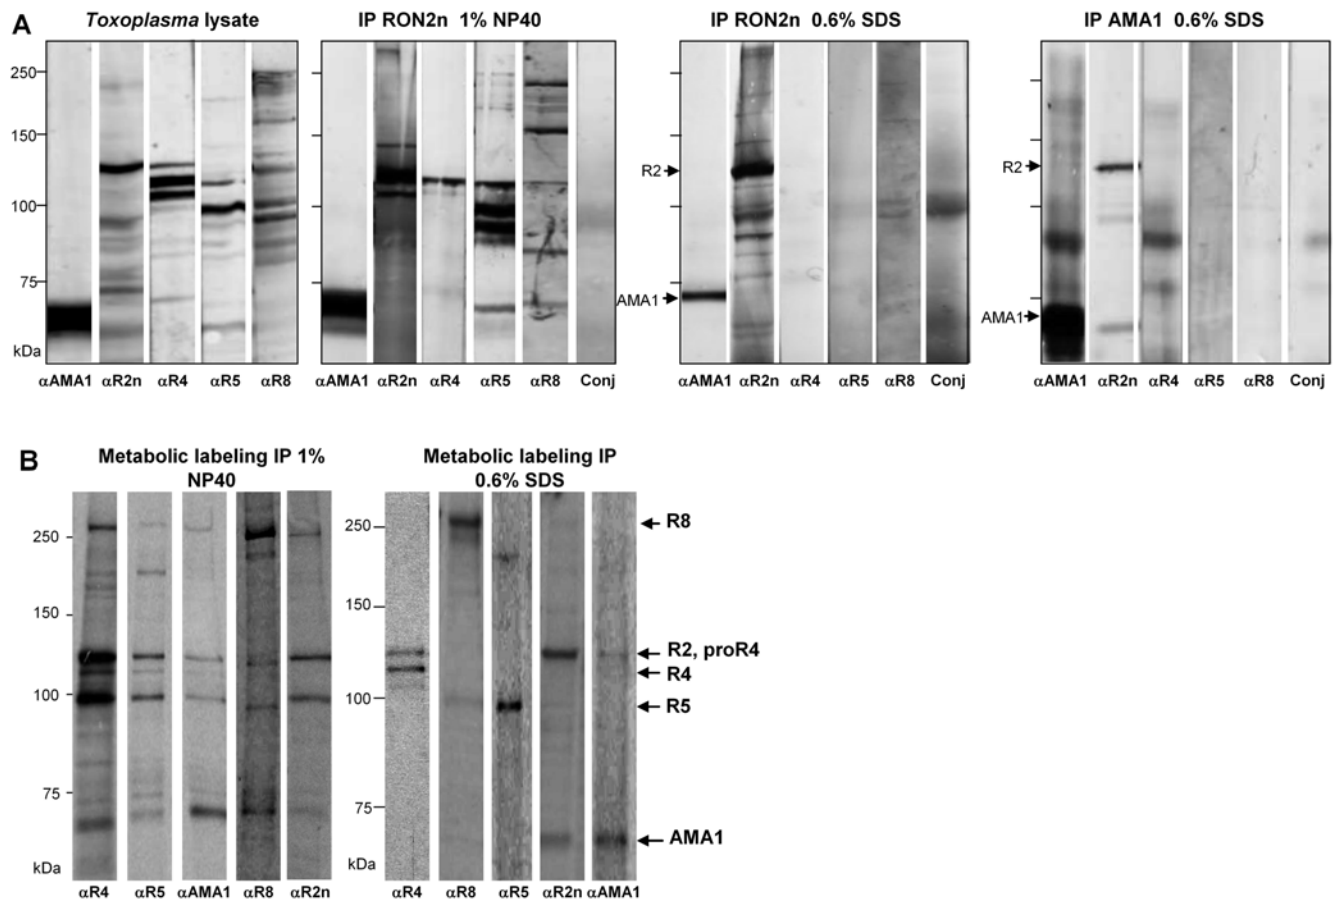 A
Toxoplasma lysate
IP RON2n 1% NP40
IP RON2n 0.6% SDS
IP AMA1 0.6% SDS
250
150
100
75
kDa
R2
AMA1
R2
AMA1
αAMA1 αR2n αR4 αR5 αR8
αAMA1 αR2n αR4 αR5 αR8 Conj
αAMA1 αR2n αR4 αR5 αR8 Conj
αAMA1 αR2n αR4 αR5 αR8 Conj
B
Metabolic labeling IP 1%
NP40
250
150
100
75
kDa
αR4 αR5 αAMA1 αR8 αR2n
Metabolic labeling IP
0.6% SDS
250
150
100
75
kDa
R8
R2, proR4
R4
R5
AMA1
αR4 αR8 αR5 αR2n αAMA1